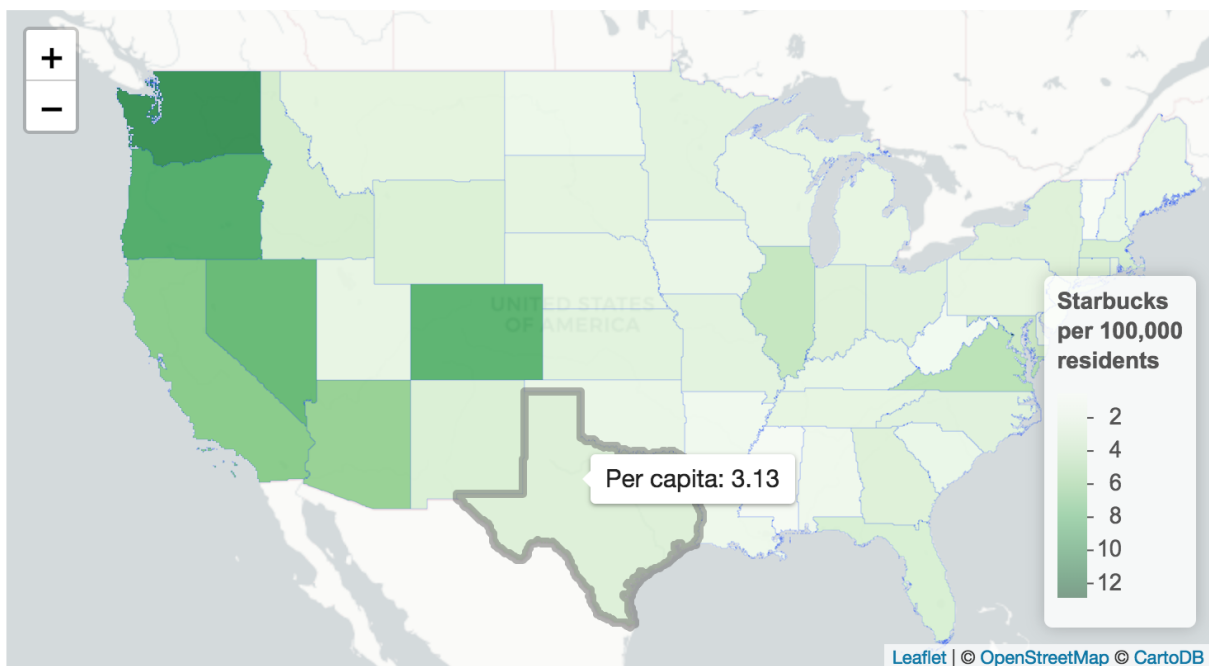 +
−
UNITED STATES
OF AMERICA
Per capita: 3.13
Starbucks
per 100,000
residents
2
4
6
8
10
12
Leaflet | © OpenStreetMap © CartoDB